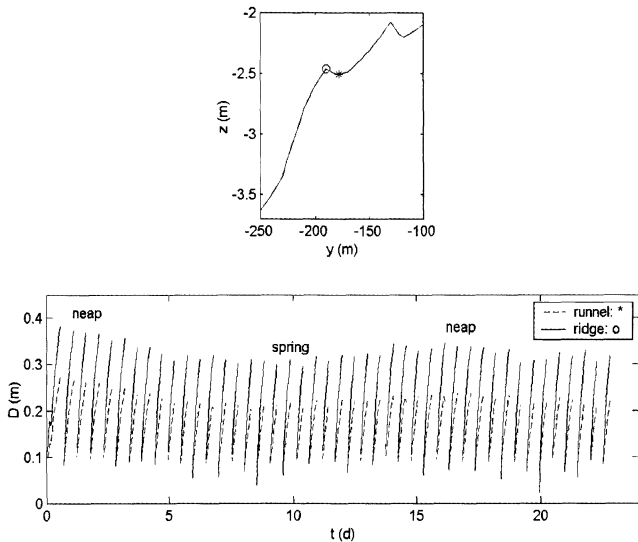 -2
-2.5
-3
-3.5
z (m)
-250 -200 -150 -100
y (m)
0.4
0.3
0.2
0.1
0
D (m)
neap
spring
neap
runnel: *
ridge: o
0 5 10 15 20
t (d)